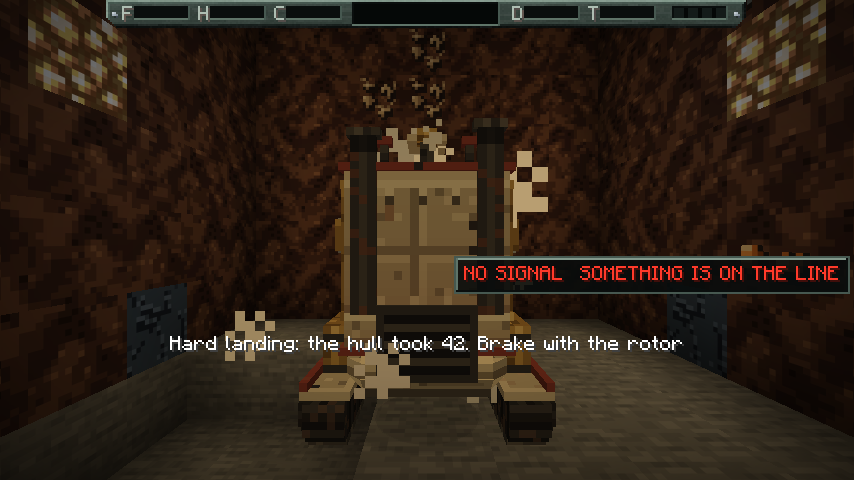 F H C D T
NO SIGNAL SOMETHING IS ON THE LINE
Hard landing: the hull took 42. Brake with the rotor